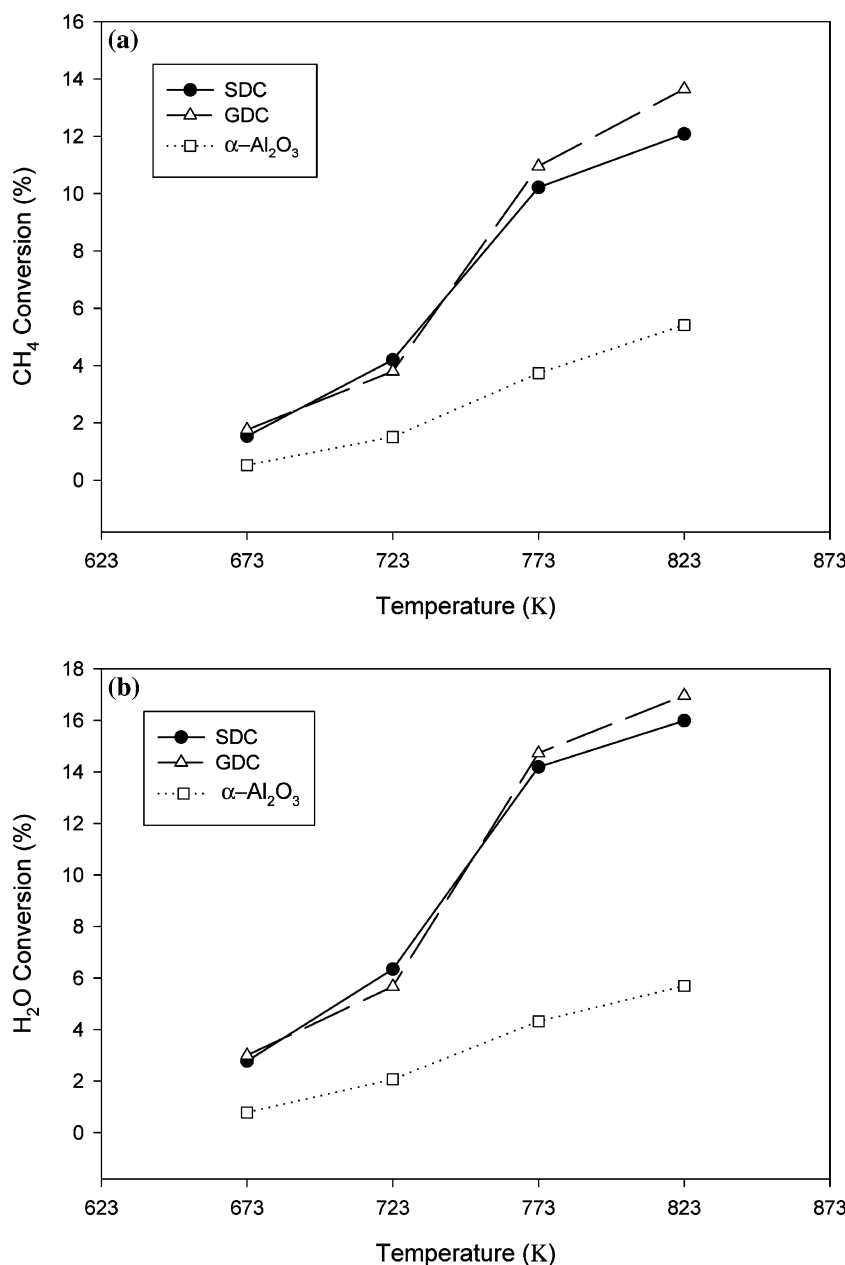 (a)
16
14
12
10
8
6
4
2
0
CH₄ Conversion (%)
SDC
GDC
α–Al₂O₃
623 673 723 773 823 873
Temperature (K)
(b)
18
16
14
12
10
8
6
4
2
0
H₂O Conversion (%)
SDC
GDC
α–Al₂O₃
623 673 723 773 823 873
Temperature (K)